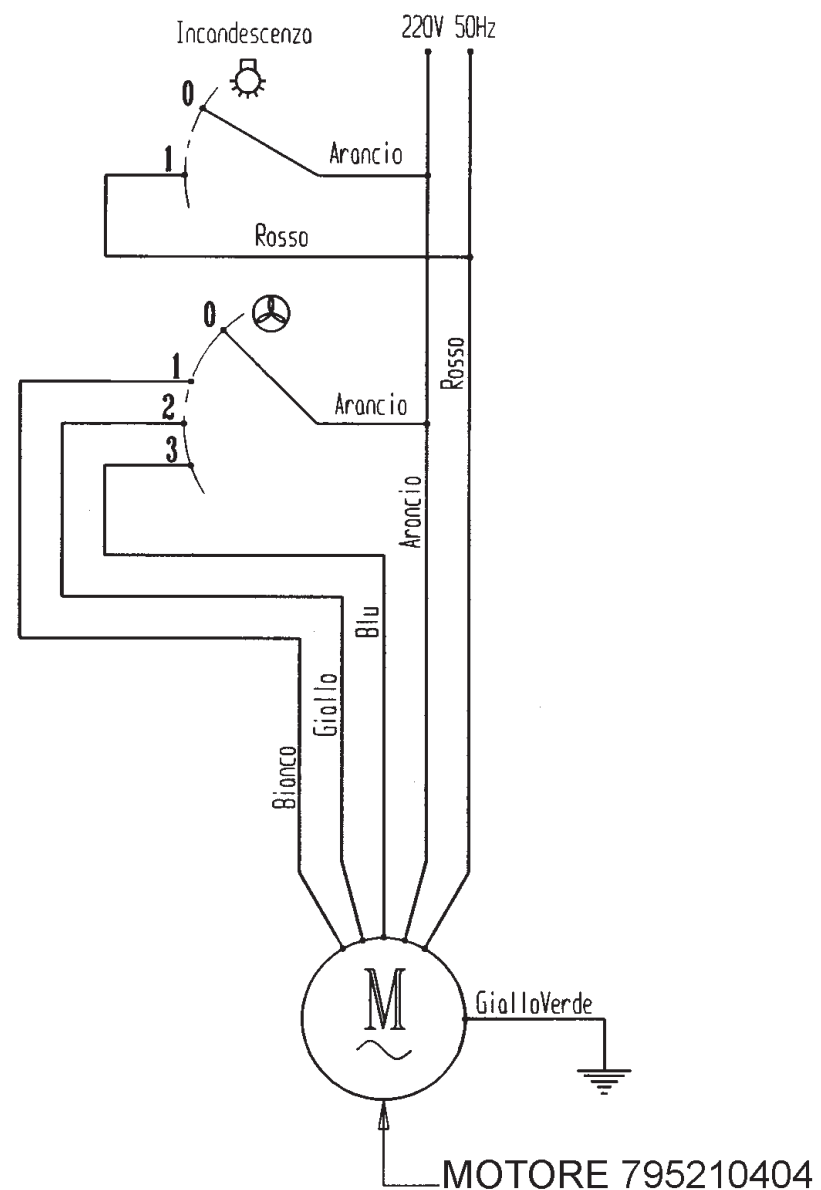 Incandescenza
220V 50Hz
0
1
Arancio
Rosso
0
1
2
3
Arancio
Rosso
Arancio
Blu
Giallo
Bianco
M
GialloVerde
MOTORE 795210404